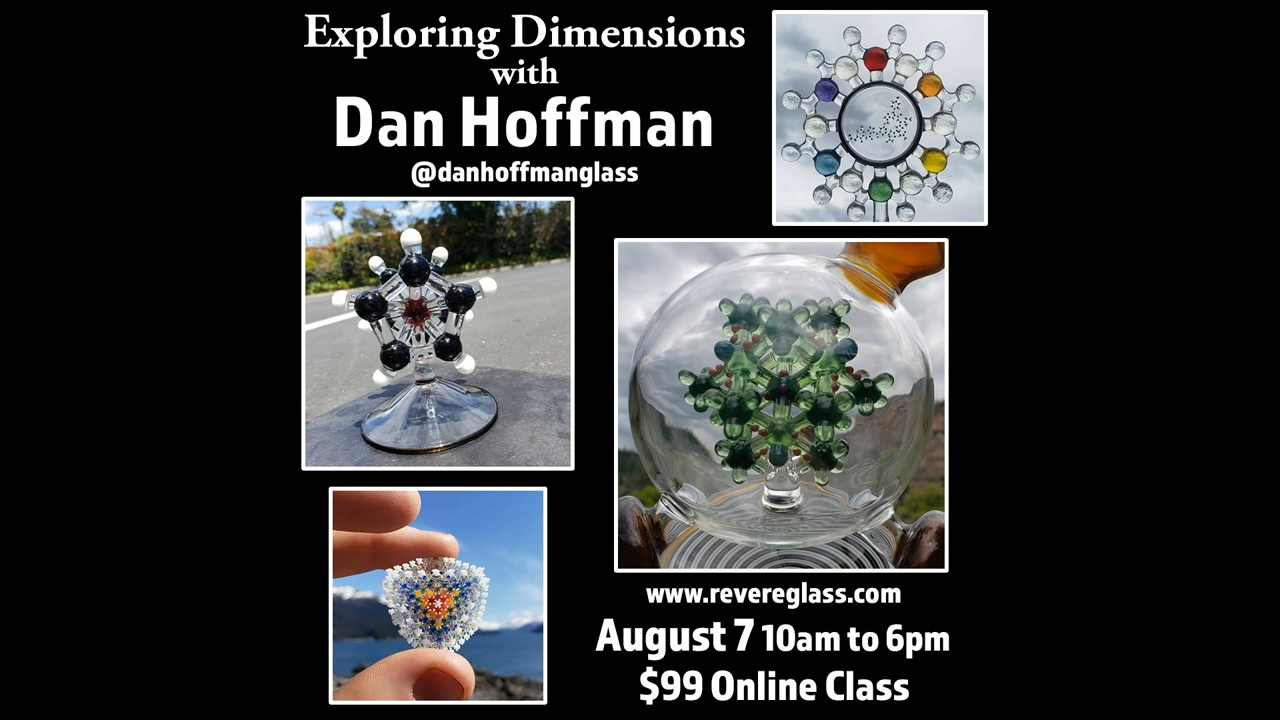 Exploring Dimensions
with
Dan Hoffman
@danhoffmanglass
www.revereglass.com
August 7 10am to 6pm
$99 Online Class